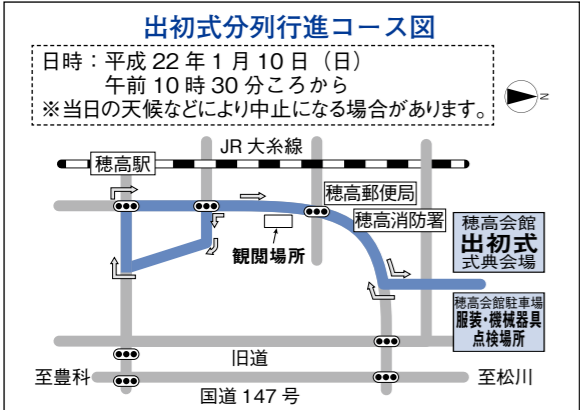 出初式分列行進コース図
日時：平成 22 年 1 月 10 日（日）
午前 10 時 30 分ころから
※当日の天候などにより中止になる場合があります。
N
JR 大糸線
穂高駅
穂高郵便局
穂高消防署
観閲場所
穂高会館
出初式
式典会場
穂高会館駐車場
服装・機械器具
点検場所
旧道
至豊科
至松川
国道 147 号